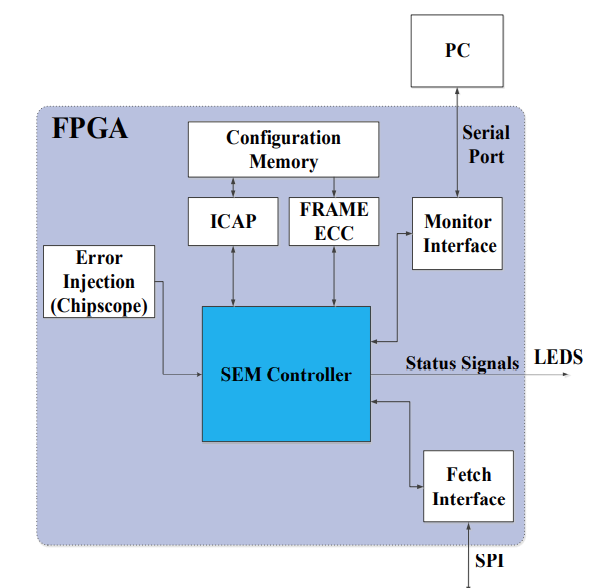 PC
FPGA
Serial
Port
Configuration
Memory
ICAP
FRAME
ECC
Monitor
Interface
Error
Injection
(Chipscope)
SEM Controller
Status Signals
LEDS
Fetch
Interface
SPI